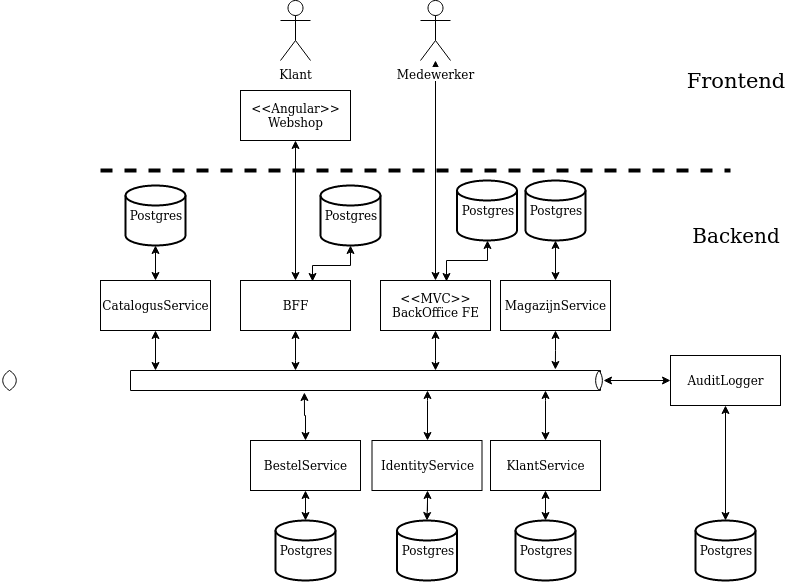 Klant
Medewerker
Frontend
<<Angular>>
Webshop
Postgres
Postgres
Postgres
Postgres
Backend
CatalogusService
BFF
<<MVC>>
BackOffice FE
MagazijnService
AuditLogger
BestelService
IdentityService
KlantService
Postgres
Postgres
Postgres
Postgres